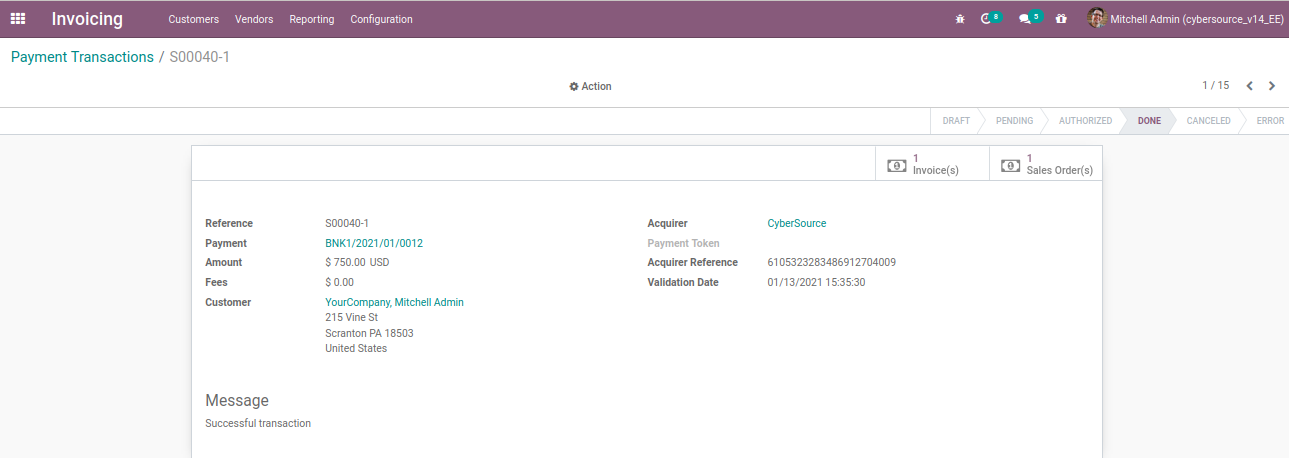 Invoicing Customers Vendors Reporting Configuration 8 5 Mitchell Admin (cybersource_v14_EE)
Payment Transactions / S00040-1
Action 1 / 15
DRAFT PENDING AUTHORIZED DONE CANCELED ERROR
1 Invoice(s)
1 Sales Order(s)
Reference S00040-1
Payment BNK1/2021/01/0012
Amount $ 750.00 USD
Fees $ 0.00
Customer YourCompany, Mitchell Admin
215 Vine St
Scranton PA 18503
United States
Acquirer CyberSource
Payment Token
Acquirer Reference 6105323283486912704009
Validation Date 01/13/2021 15:35:30
Message
Successful transaction